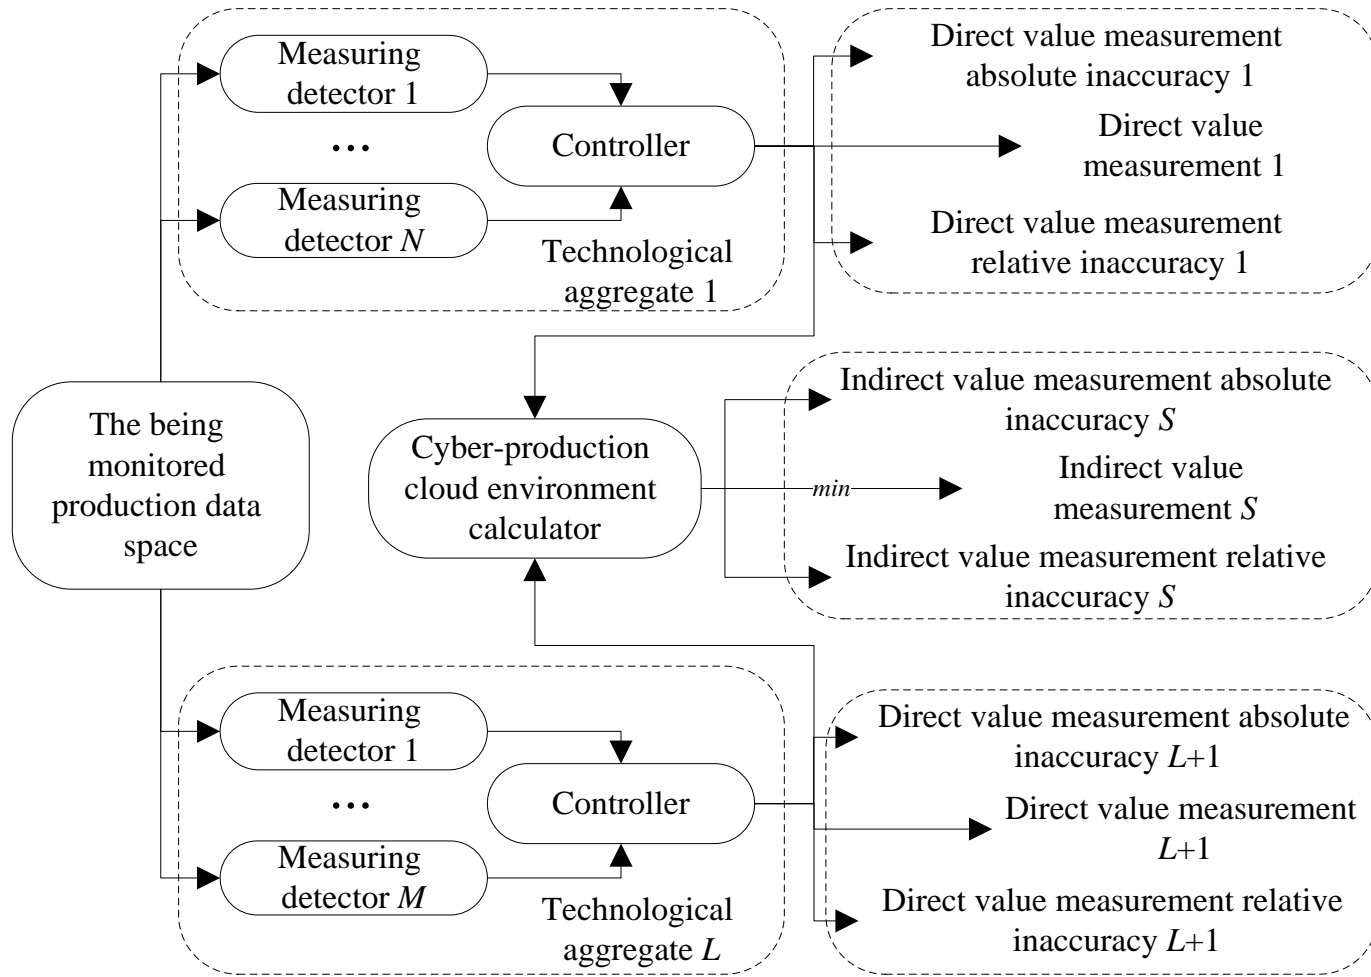 Measuring
detector 1
...
Measuring
detector N
Controller
Technological
aggregate 1
Direct value measurement
absolute inaccuracy 1
Direct value
measurement 1
Direct value measurement
relative inaccuracy 1
The being
monitored
production data
space
Cyber-production
cloud environment
calculator
min
Indirect value measurement absolute
inaccuracy S
Indirect value
measurement S
Indirect value measurement relative
inaccuracy S
Measuring
detector 1
...
Measuring
detector M
Controller
Technological
aggregate L
Direct value measurement absolute
inaccuracy L+1
Direct value measurement
L+1
Direct value measurement relative
inaccuracy L+1